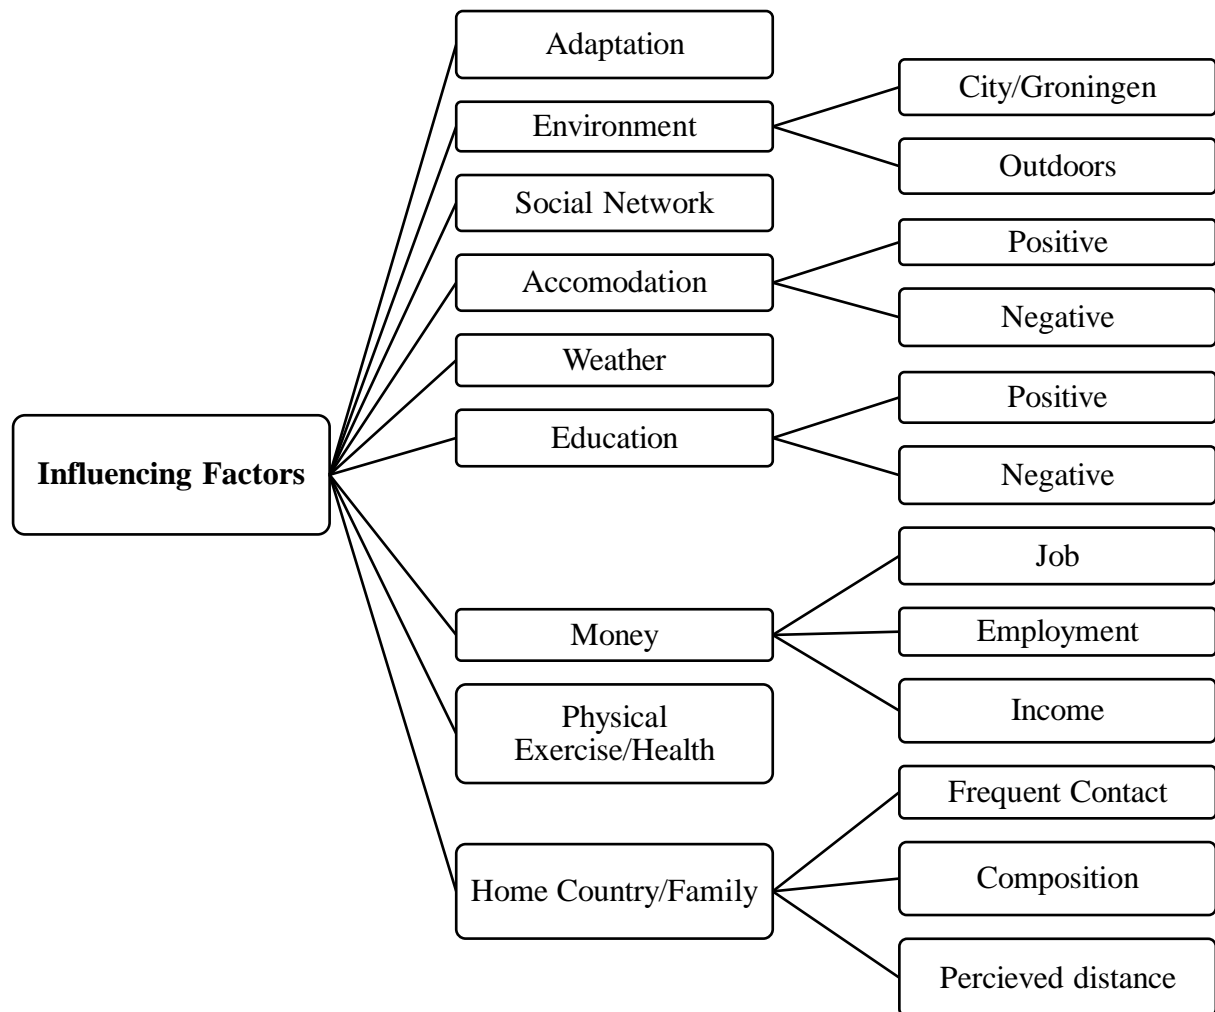 Influencing Factors
Adaptation
Environment
City/Groningen
Outdoors
Social Network
Accomodation
Positive
Negative
Weather
Education
Positive
Negative
Money
Job
Employment
Income
Physical
Exercise/Health
Home Country/Family
Frequent Contact
Composition
Percieved distance